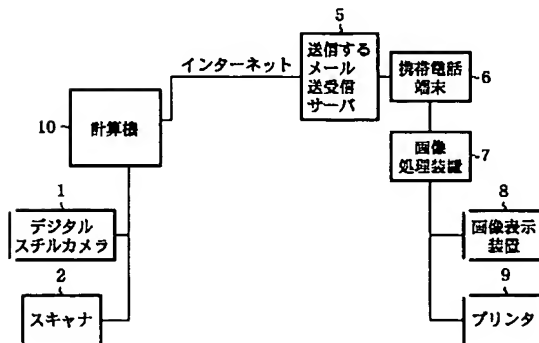 5
送信する
メール
送受信
サーバ
インターネット
携帯電話
端末
6
10
計算機
画像
処理装置
7
1
デジタル
スチルカメラ
8
画像表示
装置
2
スキャナ
9
プリンタ